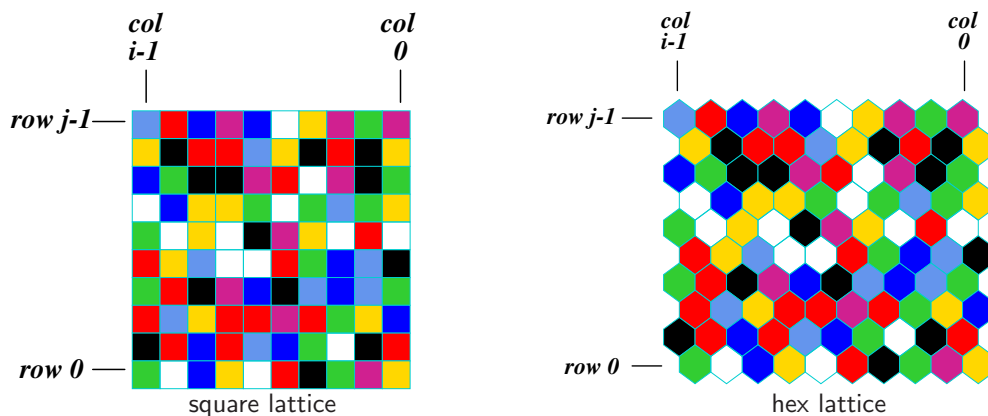 col
i-1
col
0
row j-1
row 0
square lattice
col
i-1
col
0
row j-1
row 0
hex lattice